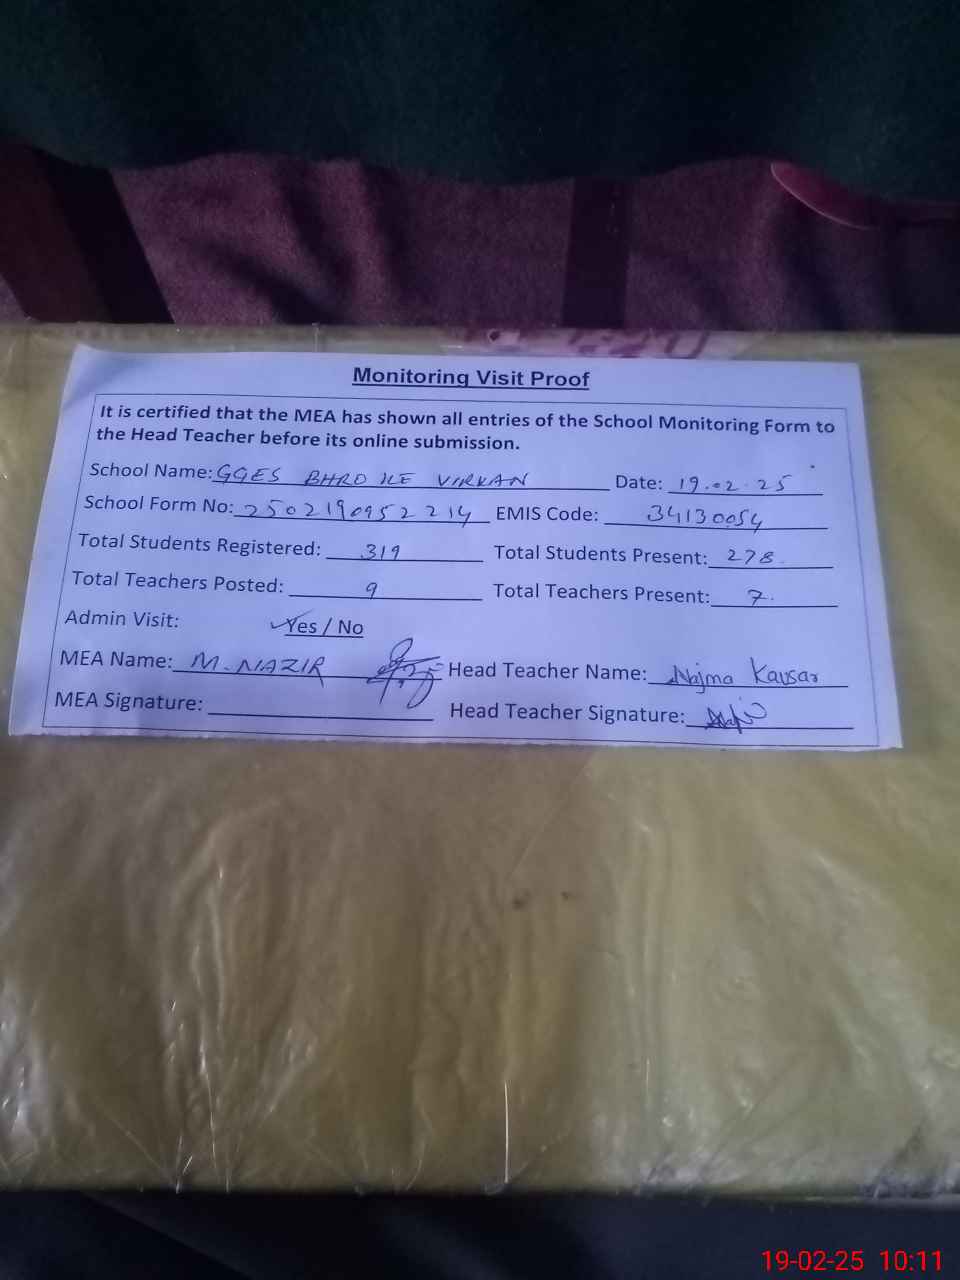 Monitoring Visit Proof
It is certified that the MEA has shown all entries of the School Monitoring Form to
the Head Teacher before its online submission.
School Name: GGES BHRO KE VIRKAN Date: 19.02.25
School Form No: 2502190952214 EMIS Code: 34130054
Total Students Registered: 319 Total Students Present: 278
Total Teachers Posted: 9 Total Teachers Present: 7.
Admin Visit: ✓Yes / No
MEA Name: M. NAZIR Head Teacher Name: Najma Kausar
MEA Signature: Head Teacher Signature:
19-02-25 10:11